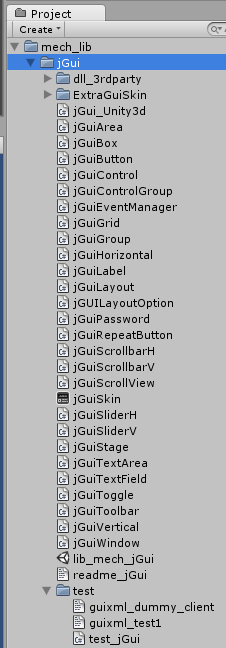 Project
Create
mech_lib
jGui
dll_3rdparty
ExtraGuiSkin
jGui_Unity3d
jGuiArea
jGuiBox
jGuiButton
jGuiControl
jGuiControlGroup
jGuiEventManager
jGuiGrid
jGuiGroup
jGuiHorizontal
jGuiLabel
jGuiLayout
jGUILayoutOption
jGuiPassword
jGuiRepeatButton
jGuiScrollbarH
jGuiScrollbarV
jGuiScrollView
jGuiSkin
jGuiSliderH
jGuiSliderV
jGuiStage
jGuiTextArea
jGuiTextField
jGuiToggle
jGuiToolbar
jGuiVertical
jGuiWindow
lib_mech_jGui
readme_jGui
test
guixml_dummy_client
guixml_test1
test_jGui